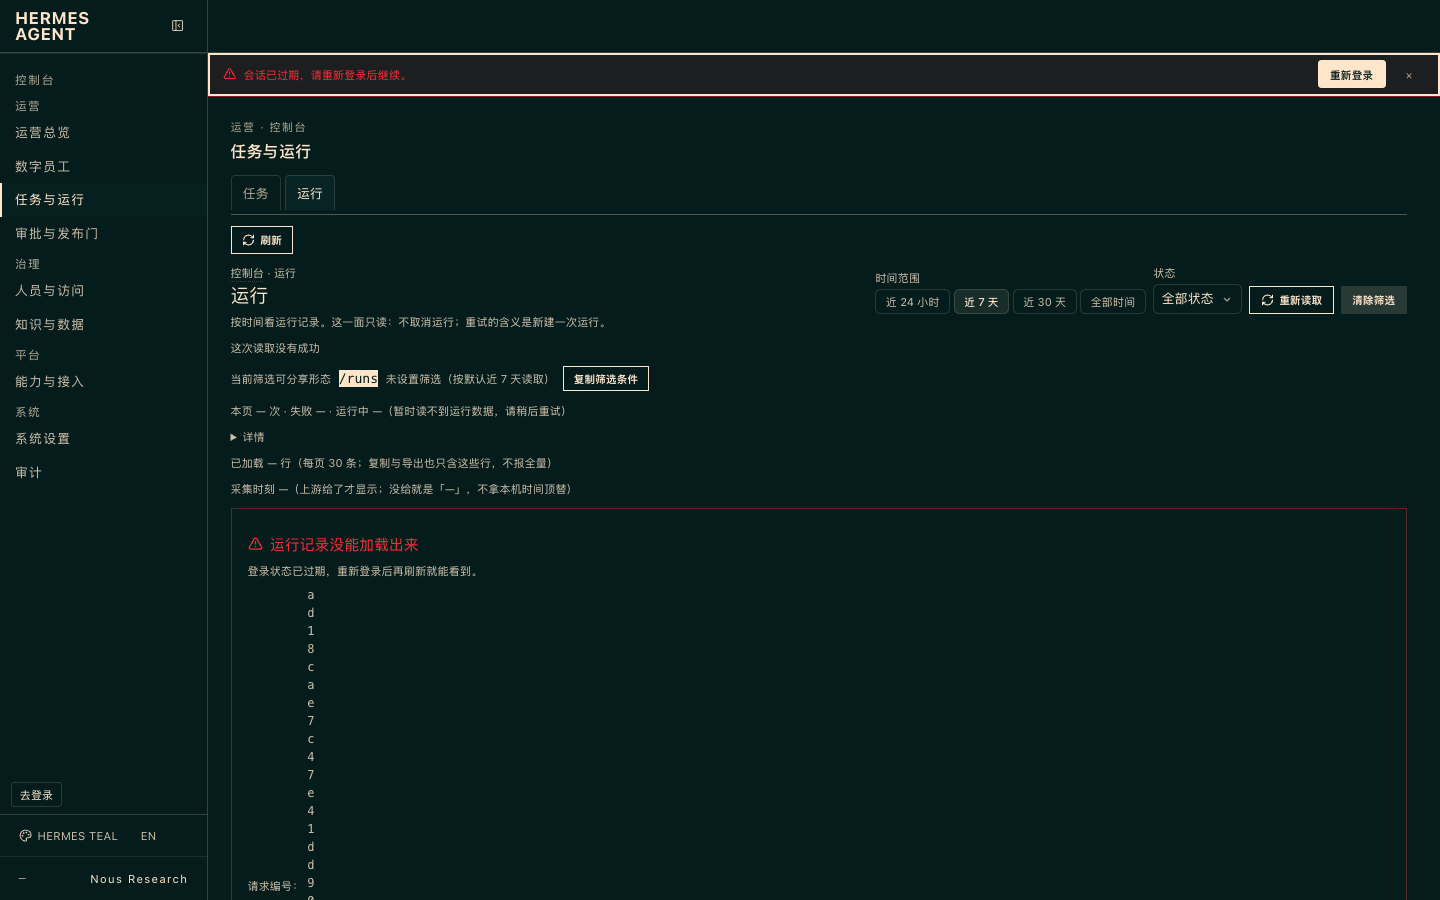 HERMES
AGENT
控制台
运营
运营总览
数字员工
任务与运行
审批与发布门
治理
人员与访问
知识与数据
平台
能力与接入
系统
系统设置
审计
去登录
HERMES TEAL
EN
—
Nous Research
会话已过期，请重新登录后继续。
重新登录
×
运营 · 控制台
任务与运行
任务
运行
刷新
控制台 · 运行
运行
按时间看运行记录。这一面只读：不取消运行；重试的含义是新建一次运行。
时间范围
近 24 小时
近 7 天
近 30 天
全部时间
状态
全部状态
重新读取
清除筛选
这次读取没有成功
当前筛选可分享形态 /runs 未设置筛选（按默认近 7 天读取）
复制筛选条件
本页 — 次 · 失败 — · 运行中 —（暂时读不到运行数据，请稍后重试）
▶ 详情
已加载 — 行（每页 30 条；复制与导出也只含这些行，不报全量）
采集时刻 —（上游给了才显示；没给就是「—」，不拿本机时间顶替）
运行记录没能加载出来
登录状态已过期，重新登录后再刷新就能看到。
a
d
1
8
c
a
e
7
c
4
7
e
4
1
d
d
请求编号： 9